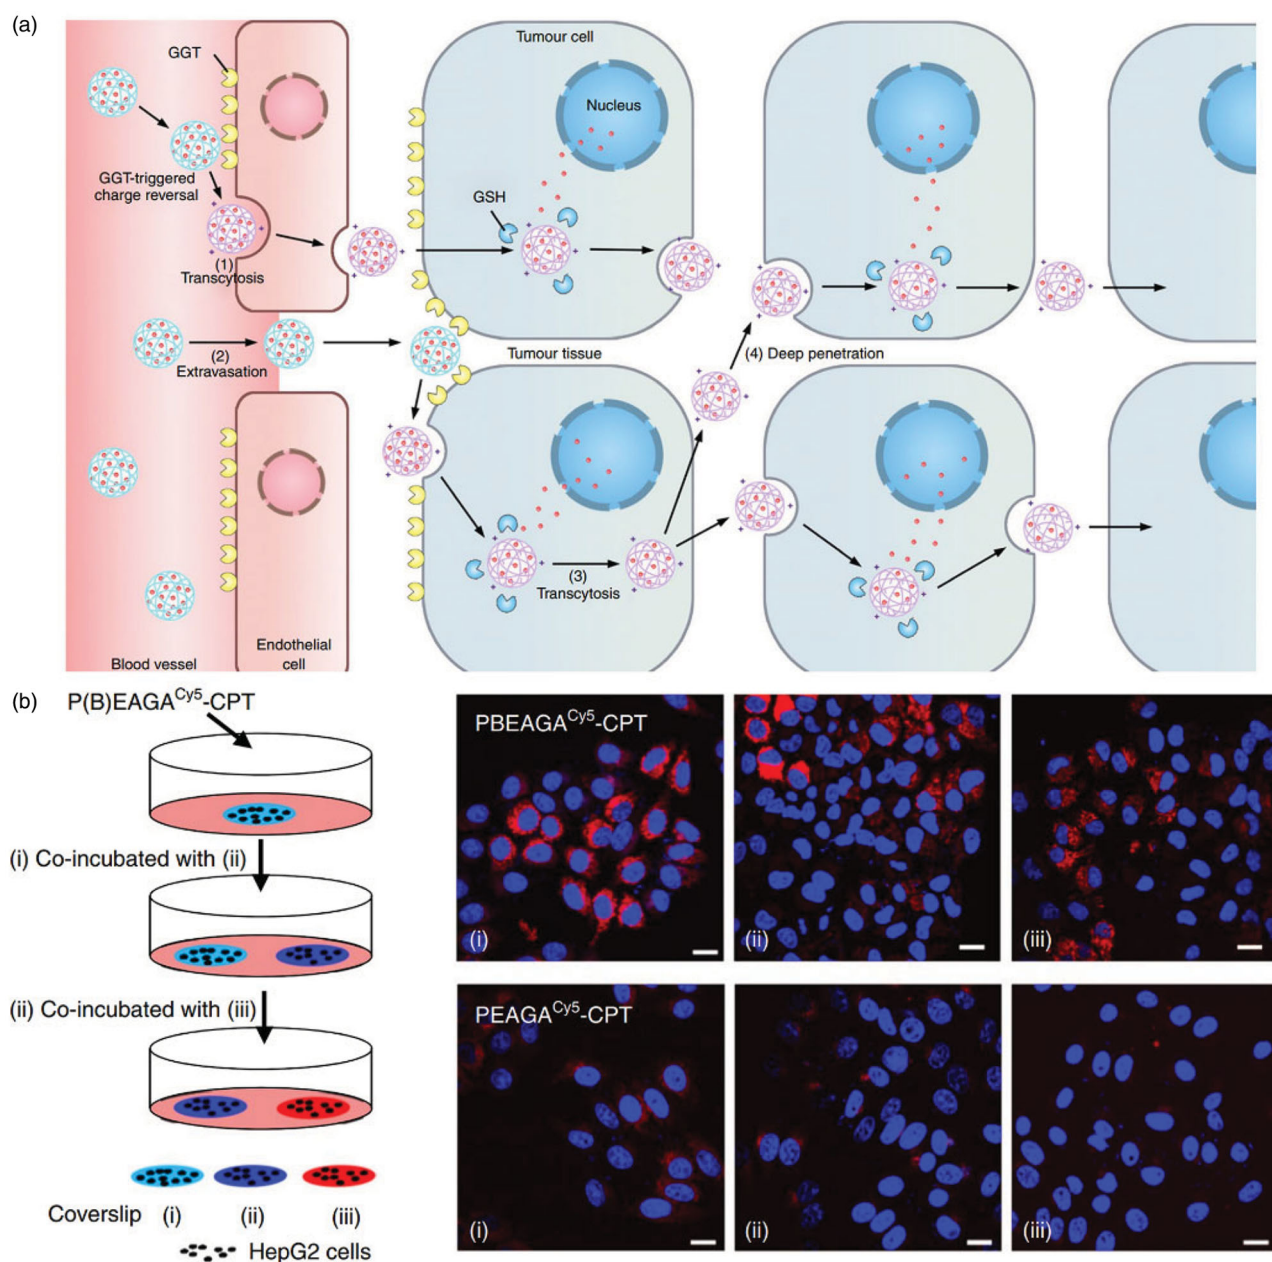 (a)
Tumour cell
GGT
Nucleus
GGT-triggered
charge reversal
GSH
(1)
Transcytosis
(2)
Extravasation
Tumour tissue
(4) Deep penetration
(3)
Transcytosis
Endothelial
cell
Blood vessel
(b)
P(B)EAGA^Cy5-CPT
(i) Co-incubated with (ii)
(ii) Co-incubated with (iii)
Coverslip (i) (ii) (iii)
HepG2 cells
PBEAGA^Cy5-CPT
(i)
(ii)
(iii)
PEAGA^Cy5-CPT
(i)
(ii)
(iii)